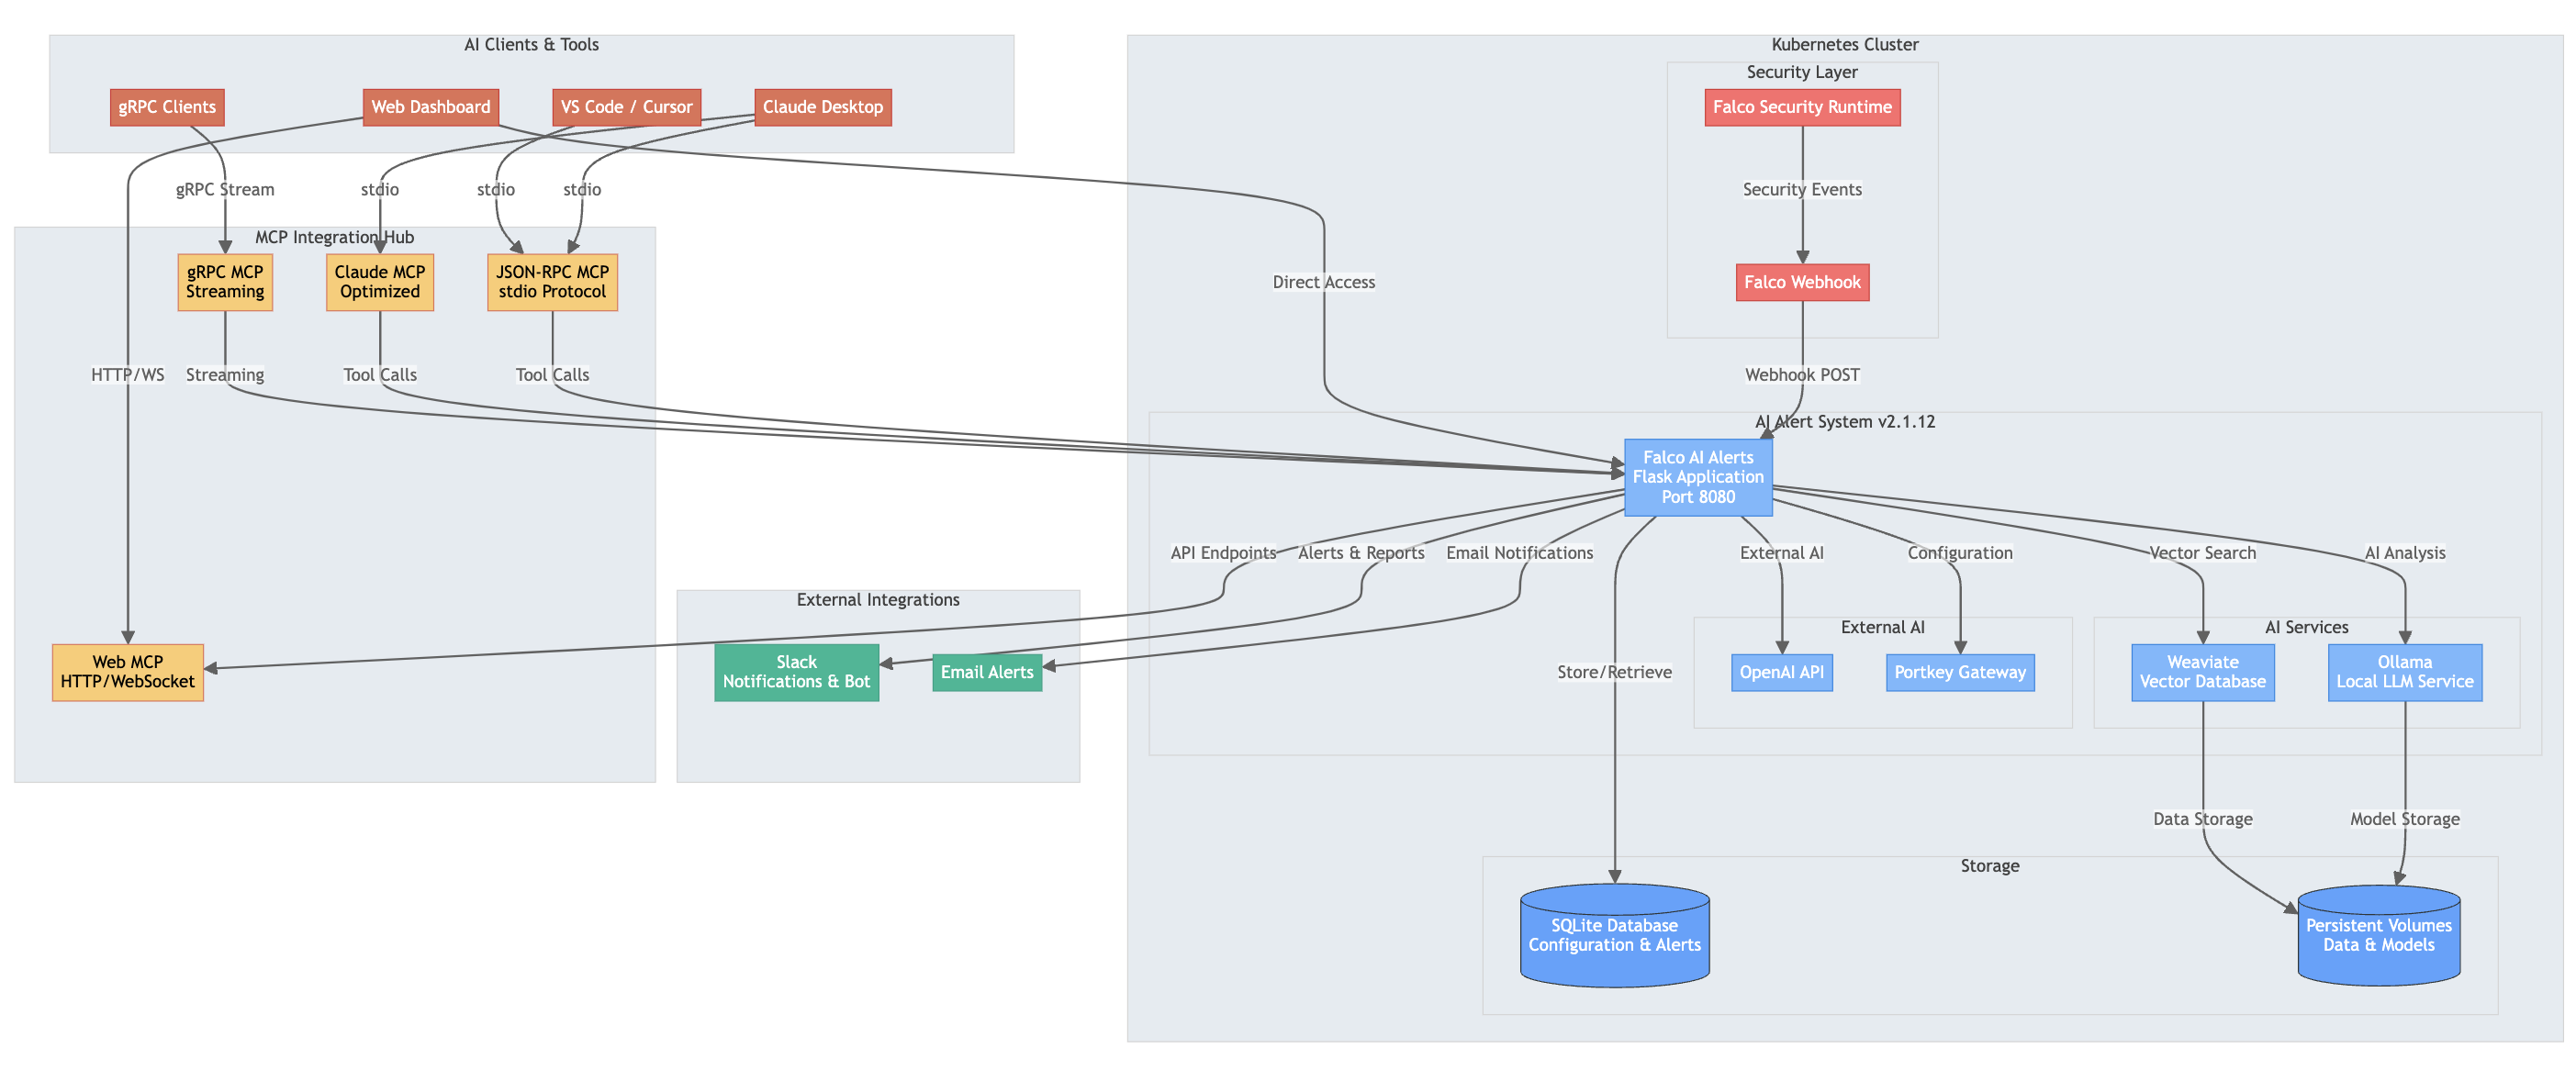 AI Clients & Tools
gRPC Clients
Web Dashboard
VS Code / Cursor
Claude Desktop
gRPC Stream
stdio
stdio
stdio
MCP Integration Hub
gRPC MCP
Streaming
Claude MCP
Optimized
JSON-RPC MCP
stdio Protocol
HTTP/WS
Streaming
Tool Calls
Tool Calls
Web MCP
HTTP/WebSocket
Direct Access
External Integrations
Slack
Notifications & Bot
Email Alerts
Kubernetes Cluster
Security Layer
Falco Security Runtime
Security Events
Falco Webhook
Webhook POST
AI Alert System v2.1.12
Falco AI Alerts
Flask Application
Port 8080
API Endpoints
Alerts & Reports
Email Notifications
External AI
Configuration
Vector Search
AI Analysis
Store/Retrieve
External AI
OpenAI API
Portkey Gateway
AI Services
Weaviate
Vector Database
Ollama
Local LLM Service
Data Storage
Model Storage
Storage
SQLite Database
Configuration & Alerts
Persistent Volumes
Data & Models